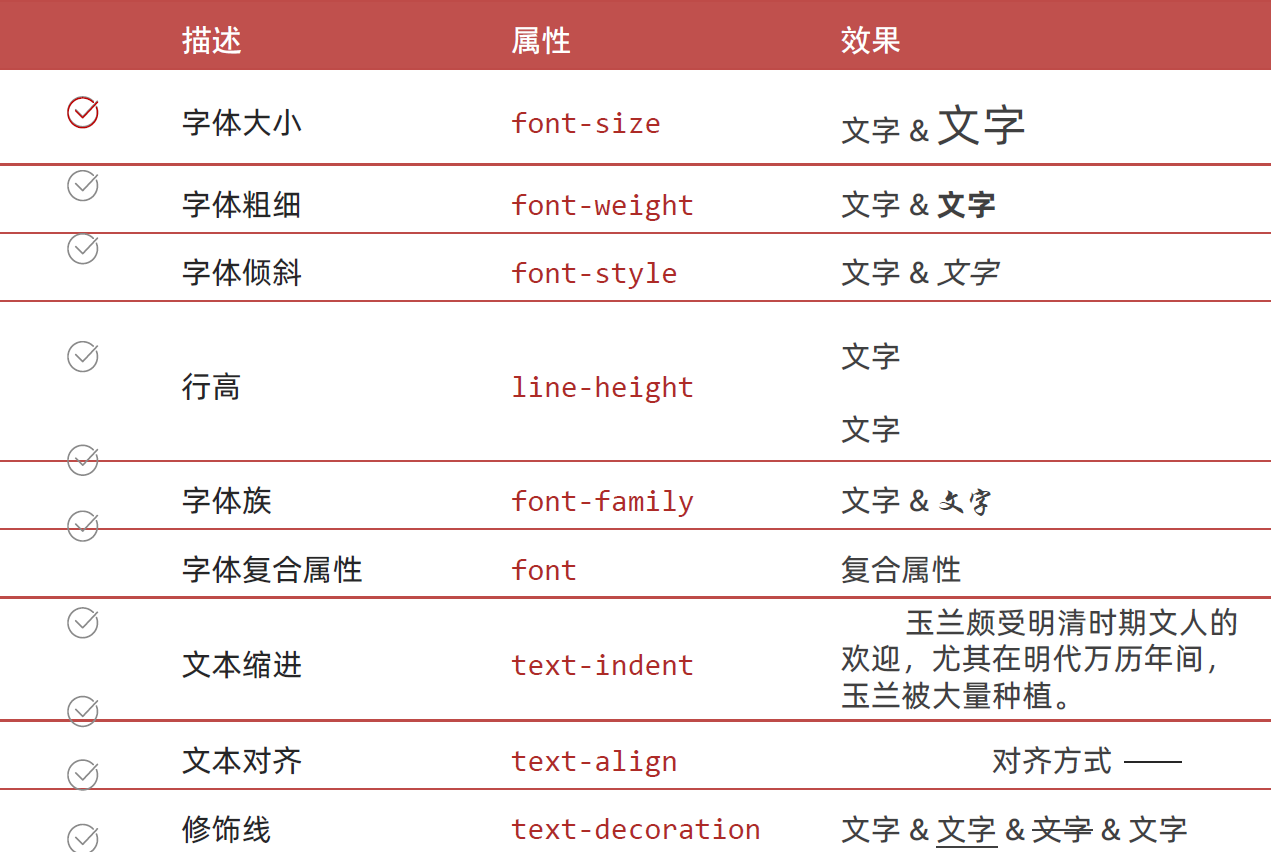 描述 属性 效果
字体大小 font-size 文字 & 文字
字体粗细 font-weight 文字 & 文字
字体倾斜 font-style 文字 & 文字
文字
行高 line-height
文字
字体族 font-family 文字 & 文字
字体复合属性 font 复合属性
玉兰颇受明清时期文人的
文本缩进 text-indent 欢迎，尤其在明代万历年间，
玉兰被大量种植。
文本对齐 text-align 对齐方式 ——
修饰线 text-decoration 文字 & 文字 & 文字 & 文字